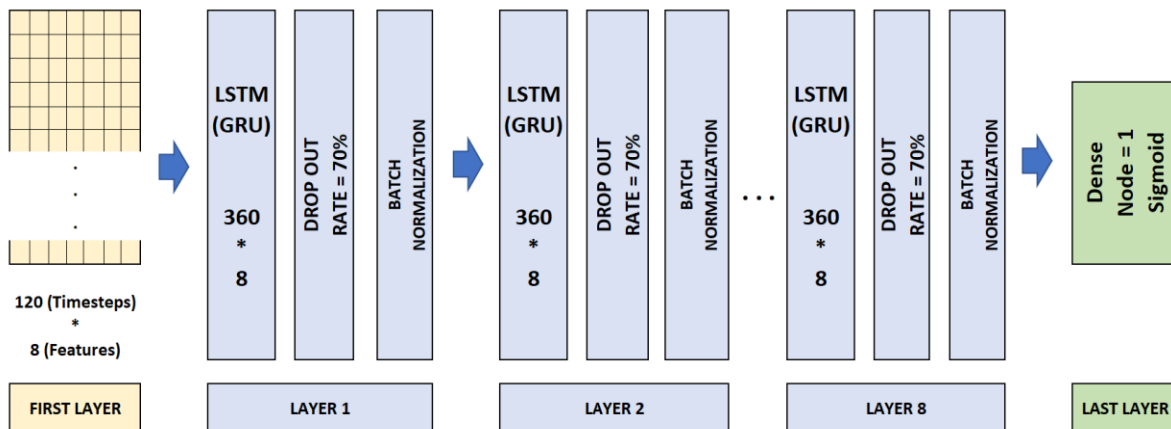 120 (Timesteps)
*
8 (Features)
FIRST LAYER
LSTM
(GRU)
360
*
8
DROP OUT
RATE = 70%
BATCH
NORMALIZATION
LAYER 1
LSTM
(GRU)
360
*
8
DROP OUT
RATE = 70%
BATCH
NORMALIZATION
LAYER 2
...
LSTM
(GRU)
360
*
8
DROP OUT
RATE = 70%
BATCH
NORMALIZATION
LAYER 8
Dense
Node = 1
Sigmoid
LAST LAYER